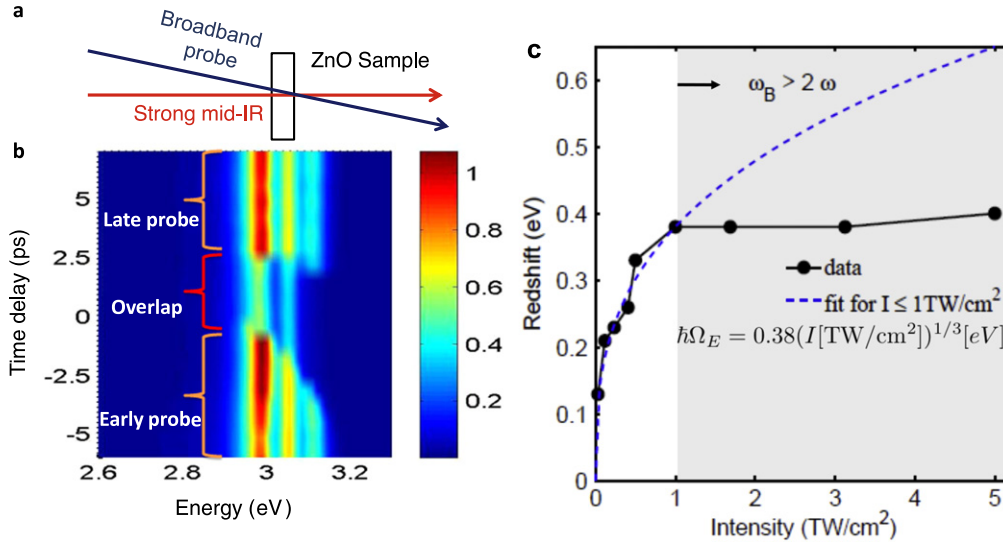 a
Broadband
probe
ZnO Sample
Strong mid-IR
b
Time delay (ps)
5
2.5
0
-2.5
-5
Late probe
Overlap
Early probe
2.6
2.8
3
3.2
Energy (eV)
1
0.8
0.6
0.4
0.2
c
Redshift (eV)
0.6
0.5
0.4
0.3
0.2
0.1
0
ω_B > 2 ω
data
fit for I ≤ 1TW/cm²
ħΩ_E = 0.38(I[TW/cm²])^{1/3}[eV]
0
1
2
3
4
5
Intensity (TW/cm²)